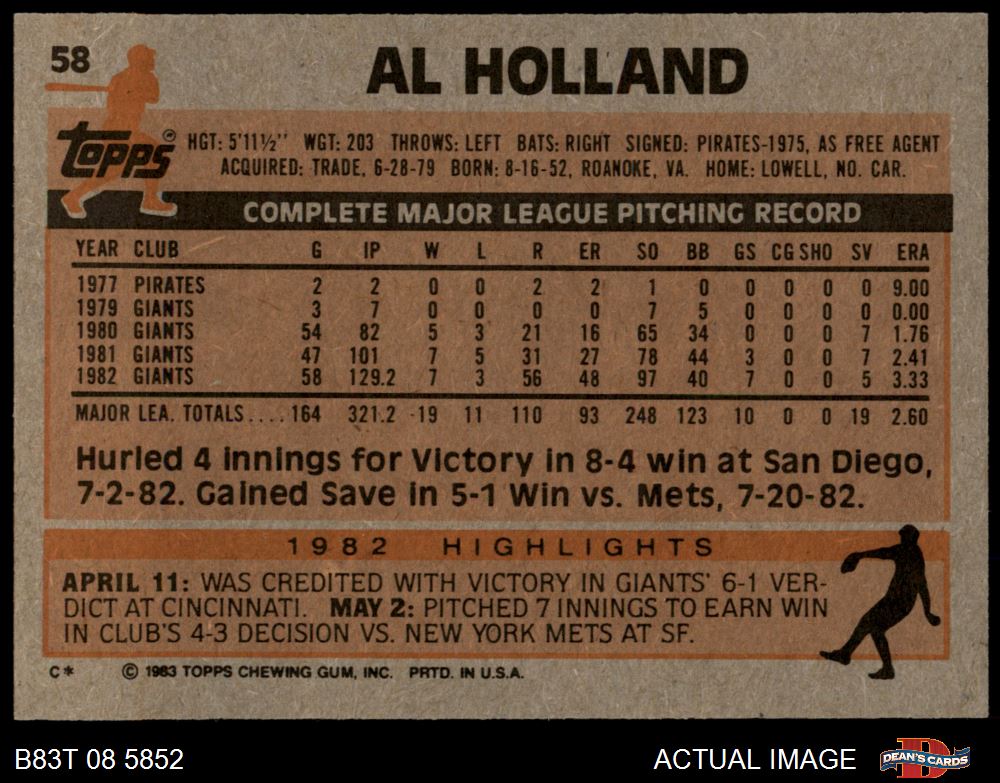 58
AL HOLLAND
topps®
HGT: 5'11½" WGT: 203 THROWS: LEFT BATS: RIGHT SIGNED: PIRATES-1975, AS FREE AGENT
ACQUIRED: TRADE, 6-28-79 BORN: 8-16-52, ROANOKE, VA. HOME: LOWELL, NO. CAR.
COMPLETE MAJOR LEAGUE PITCHING RECORD
YEAR CLUB G IP W L R ER SO BB GS CG SHO SV ERA
1977 PIRATES 2 2 0 0 2 2 1 0 0 0 0 0 9.00
1979 GIANTS 3 7 0 0 0 0 7 5 0 0 0 0 0.00
1980 GIANTS 54 82 5 3 21 16 65 34 0 0 0 7 1.76
1981 GIANTS 47 101 7 5 31 27 78 44 3 0 0 7 2.41
1982 GIANTS 58 129.2 7 3 56 48 97 40 7 0 0 5 3.33
MAJOR LEA. TOTALS.... 164 321.2 19 11 110 93 248 123 10 0 0 19 2.60
Hurled 4 innings for Victory in 8-4 win at San Diego,
7-2-82. Gained Save in 5-1 Win vs. Mets, 7-20-82.
1982 HIGHLIGHTS
APRIL 11: WAS CREDITED WITH VICTORY IN GIANTS' 6-1 VER-
DICT AT CINCINNATI. MAY 2: PITCHED 7 INNINGS TO EARN WIN
IN CLUB'S 4-3 DECISION VS. NEW YORK METS AT SF.
C* © 1983 TOPPS CHEWING GUM, INC. PRTD. IN U.S.A.
B83T 08 5852 ACTUAL IMAGE DEAN'S CARDS